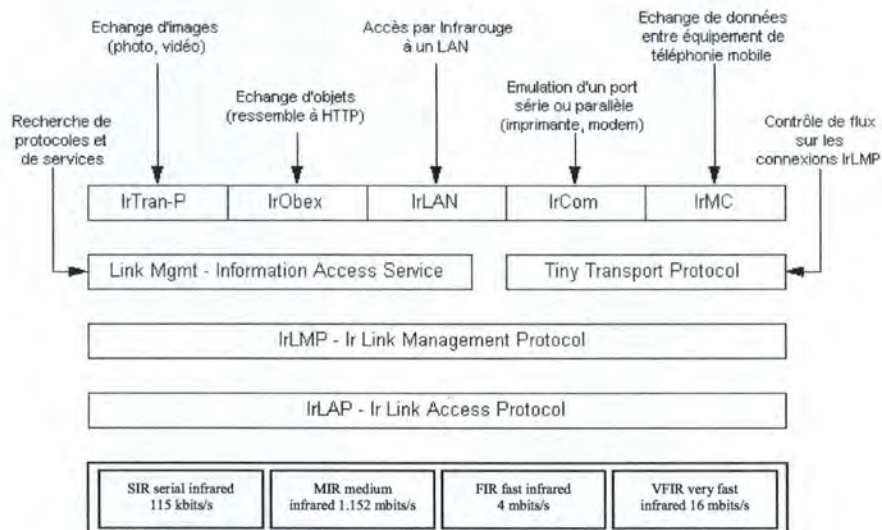 Echange d'images
(photo, vidéo)
Accès par Infrarouge
à un LAN
Echange de données
entre équipement de
téléphonie mobile
Echange d'objets
(ressemble à HTTP)
Emulation d'un port
série ou parallèle
(imprimante, modem)
Recherche de
protocoles et
de services
Contrôle de flux
sur les
connexions IrLMP
IrTran-P
IrObex
IrLAN
IrCom
IrMC
Link Mgmt - Information Access Service
Tiny Transport Protocol
IrLMP - Ir Link Management Protocol
IrLAP - Ir Link Access Protocol
SIR serial infrared
115 kbits/s
MIR medium
infrared 1.152 mbits/s
FIR fast infrared
4 mbits/s
VFIR very fast
infrared 16 mbits/s